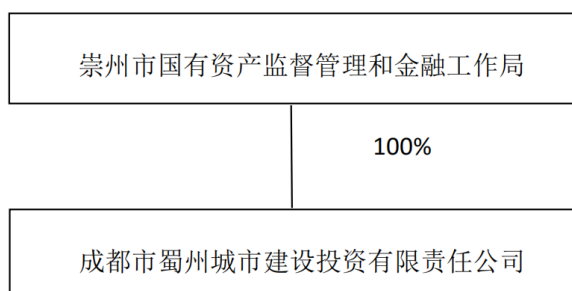 崇州市国有资产监督管理和金融工作局
100%
成都市蜀州城市建设投资有限责任公司